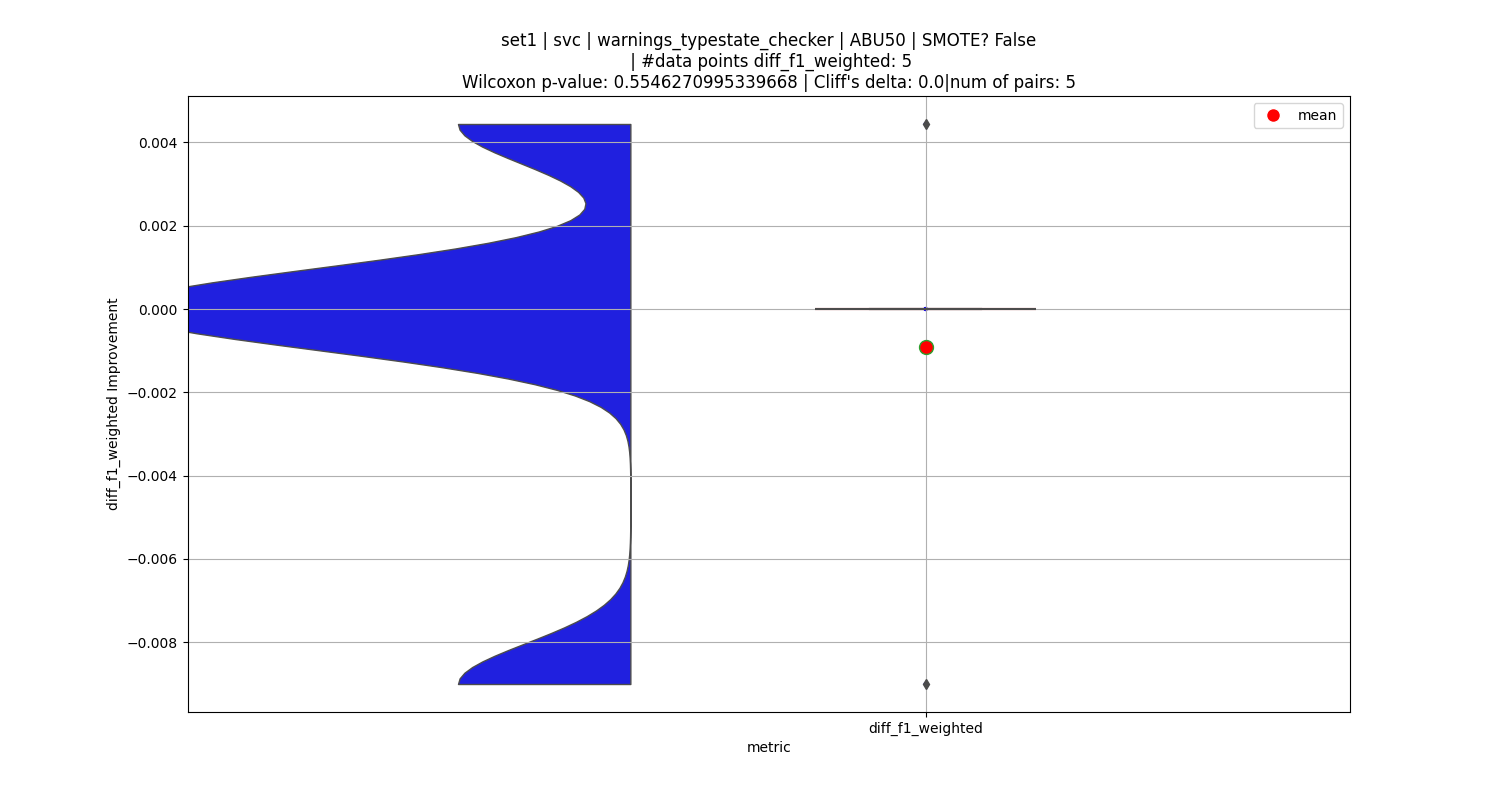 set1 | svc | warnings_typestate_checker | ABU50 | SMOTE? False
| #data points diff_f1_weighted: 5
Wilcoxon p-value: 0.5546270995339668 | Cliff's delta: 0.0|num of pairs: 5
mean
0.004
0.002
0.000
−0.002
−0.004
−0.006
−0.008
diff_f1_weighted Improvement
diff_f1_weighted
metric